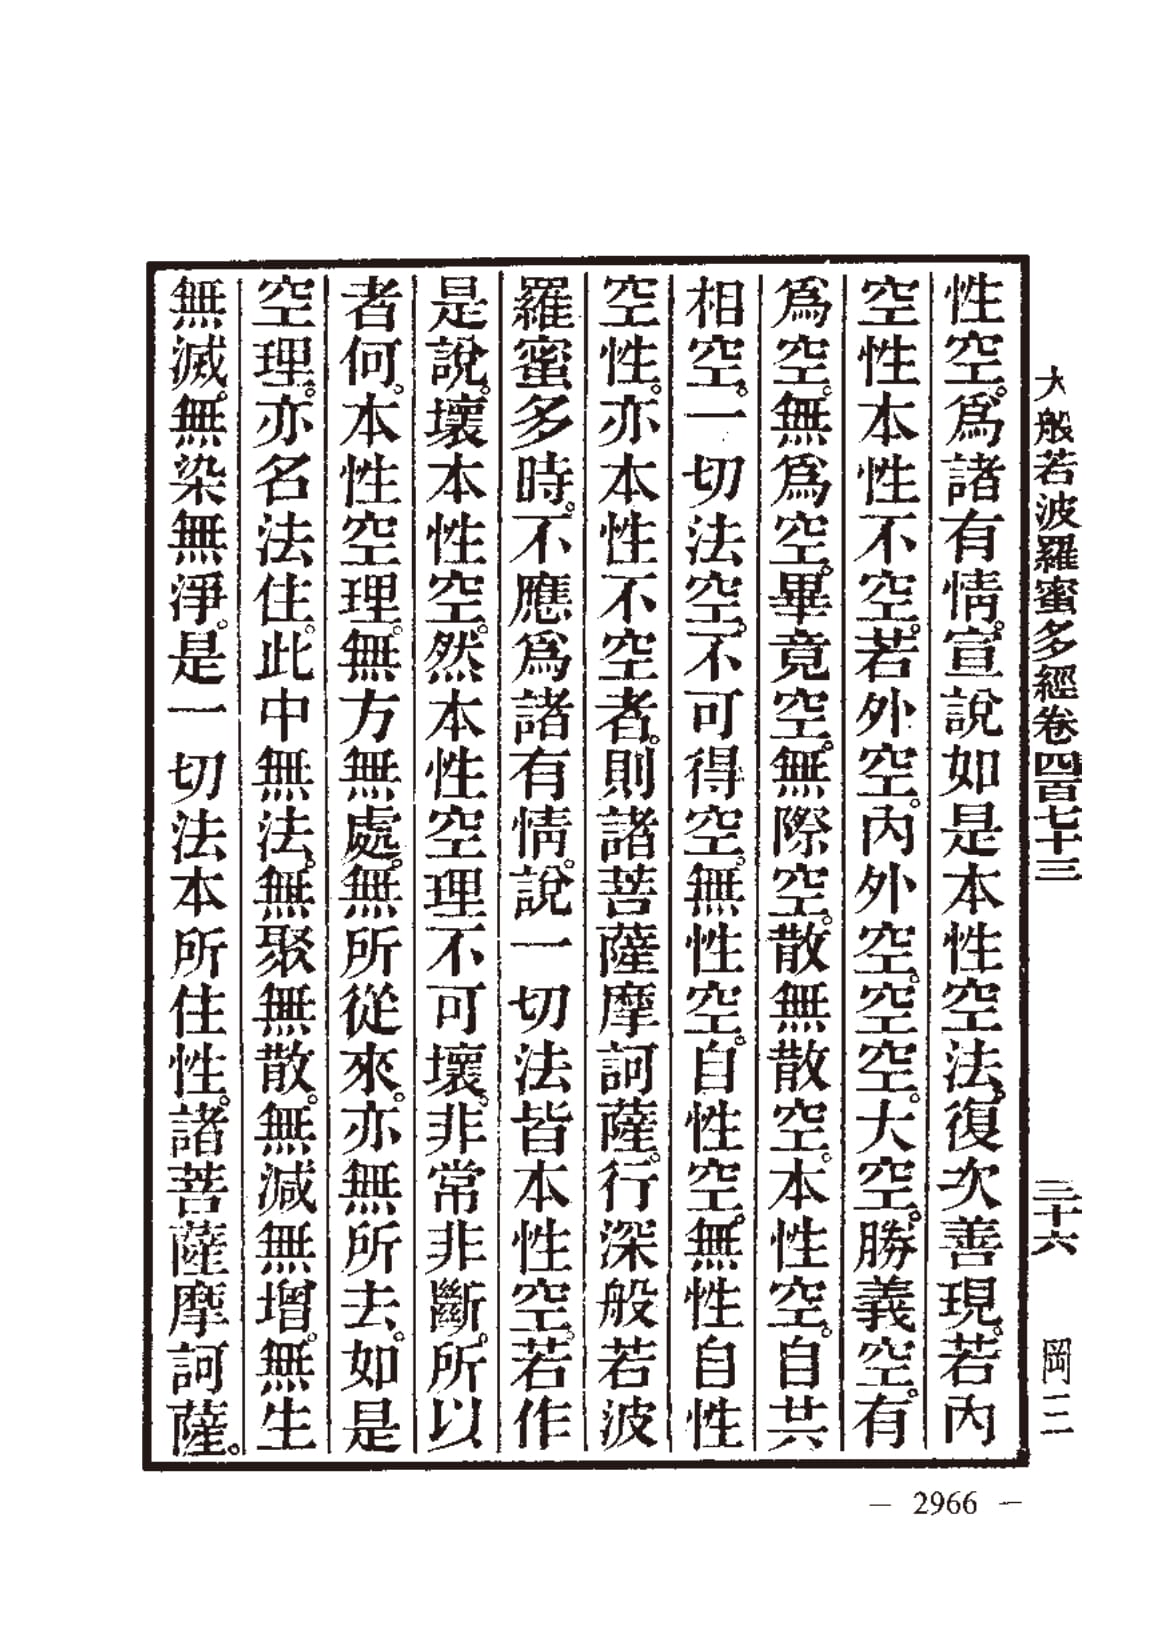 大般若波羅蜜多經卷四百七十三　三十六　岡三
性空。爲諸有情。宣說如是本性空法。復次善現。若內
空性本性不空。若外空。內外空。空空。大空。勝義空。有
爲空。無爲空。畢竟空。無際空。散無散空。本性空。自共
相空。一切法空。不可得空。無性空。自性空。無性自性
空性。亦本性不空者。則諸菩薩摩訶薩。行深般若波
羅蜜多時。不應爲諸有情。說一切法皆本性空。若作
是說。壞本性空。然本性空理不可壞。非常非斷。所以
者何。本性空理。無方無處。無所從來。亦無所去。如是
空理。亦名法住。此中無法。無聚無散。無減無增。無生
無滅。無染無淨。是一切法本所住性。諸菩薩摩訶薩。
— 2966 —